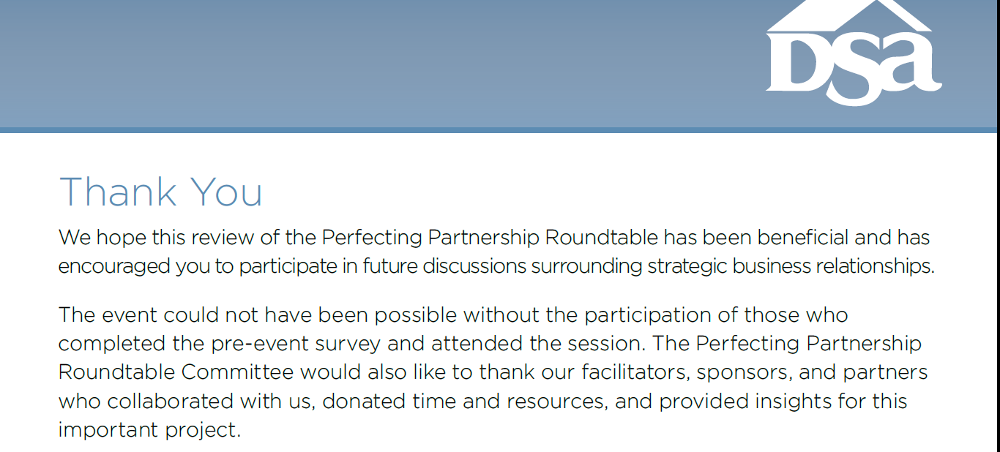 DSa
Thank You
We hope this review of the Perfecting Partnership Roundtable has been beneficial and has
encouraged you to participate in future discussions surrounding strategic business relationships.
The event could not have been possible without the participation of those who
completed the pre-event survey and attended the session. The Perfecting Partnership
Roundtable Committee would also like to thank our facilitators, sponsors, and partners
who collaborated with us, donated time and resources, and provided insights for this
important project.